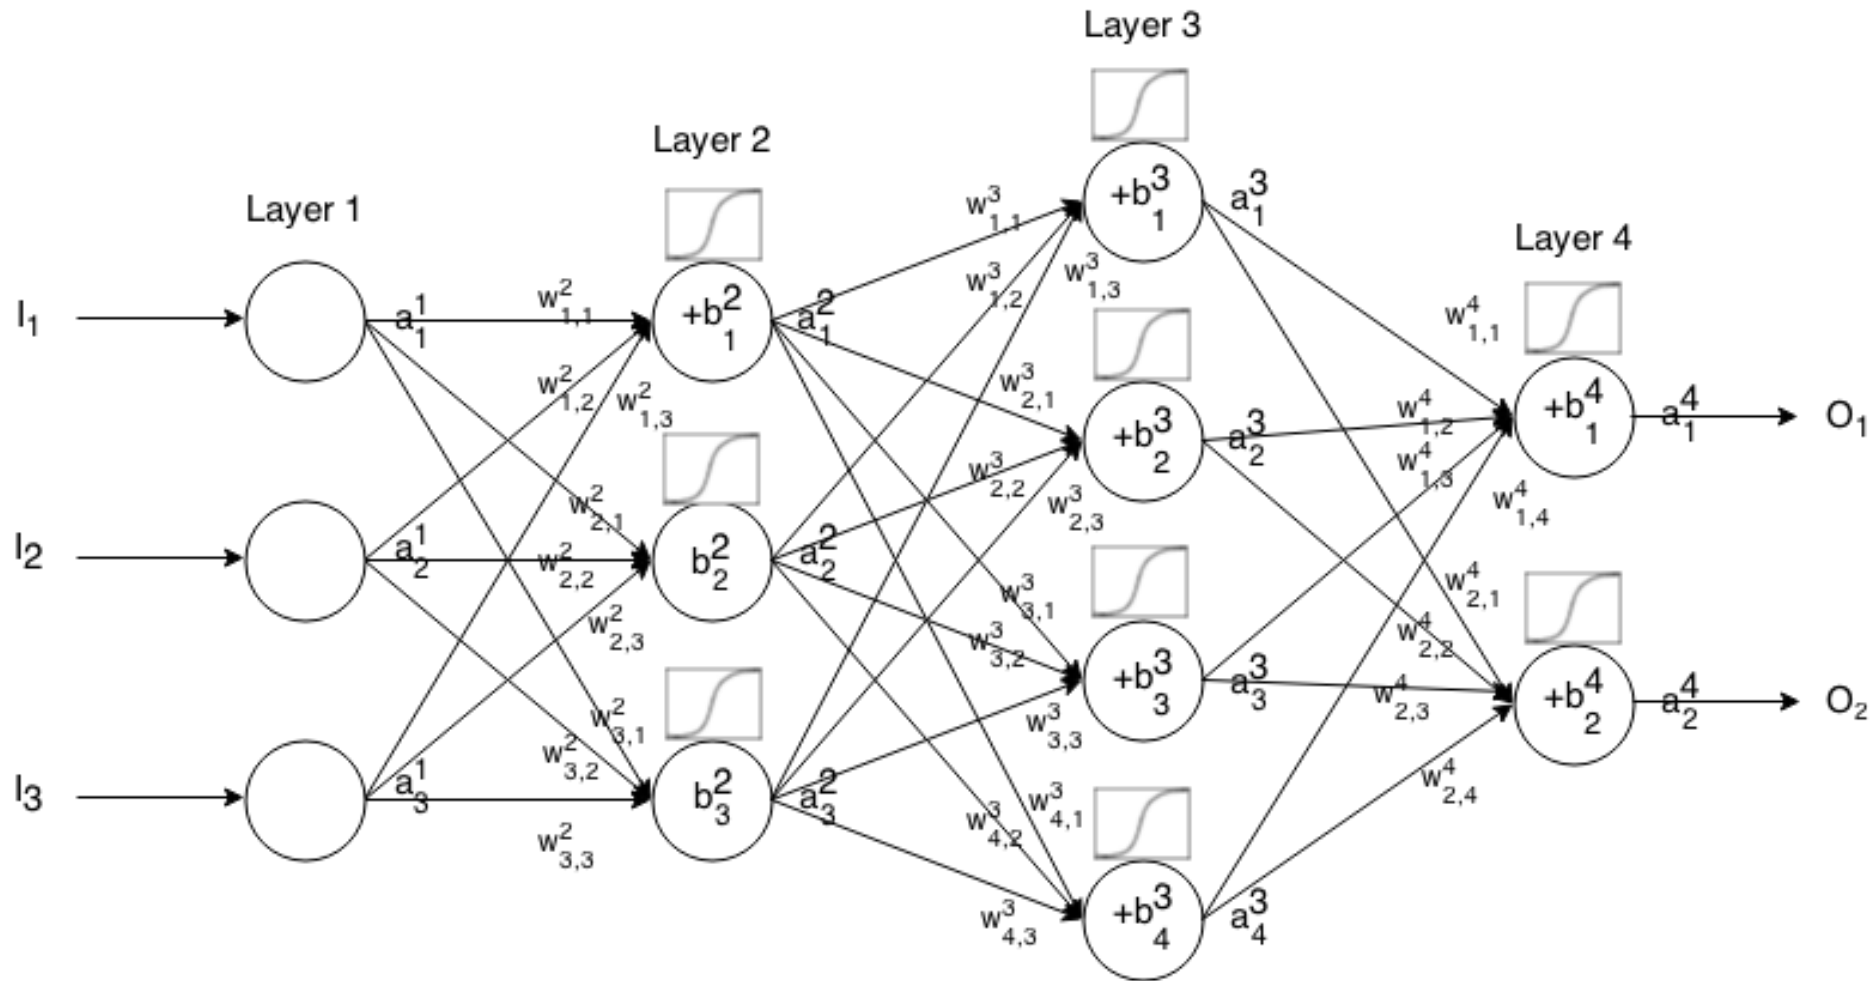 Layer 3
Layer 2
Layer 1
Layer 4
I₁
I₂
I₃
a¹₁
a¹₂
a¹₃
w²₁,₁
w²₁,₂
w²₁,₃
w²₂,₁
w²₂,₂
w²₂,₃
w²₃,₁
w²₃,₂
w²₃,₃
+b²₁
b²₂
b²₃
a²₁
a²₂
a²₃
w³₁,₁
w³₁,₂
w³₁,₃
w³₂,₁
w³₂,₂
w³₂,₃
w³₃,₁
w³₃,₂
w³₃,₃
w³₄,₁
w³₄,₂
w³₄,₃
+b³₁
+b³₂
+b³₃
+b³₄
a³₁
a³₂
a³₃
a³₄
w⁴₁,₁
w⁴₁,₂
w⁴₁,₃
w⁴₁,₄
w⁴₂,₁
w⁴₂,₂
w⁴₂,₃
w⁴₂,₄
+b⁴₁
+b⁴₂
a⁴₁
a⁴₂
O₁
O₂